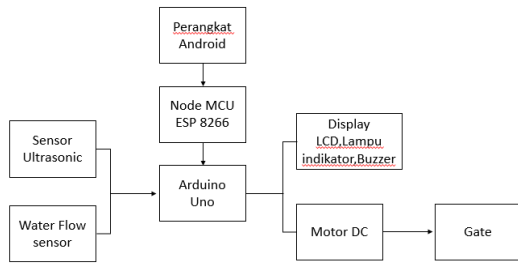 Perangkat
Android
Node MCU
ESP 8266
Sensor
Ultrasonic
Display
LCD,Lampu
indikator,Buzzer
Arduino
Uno
Water Flow
sensor
Motor DC
Gate